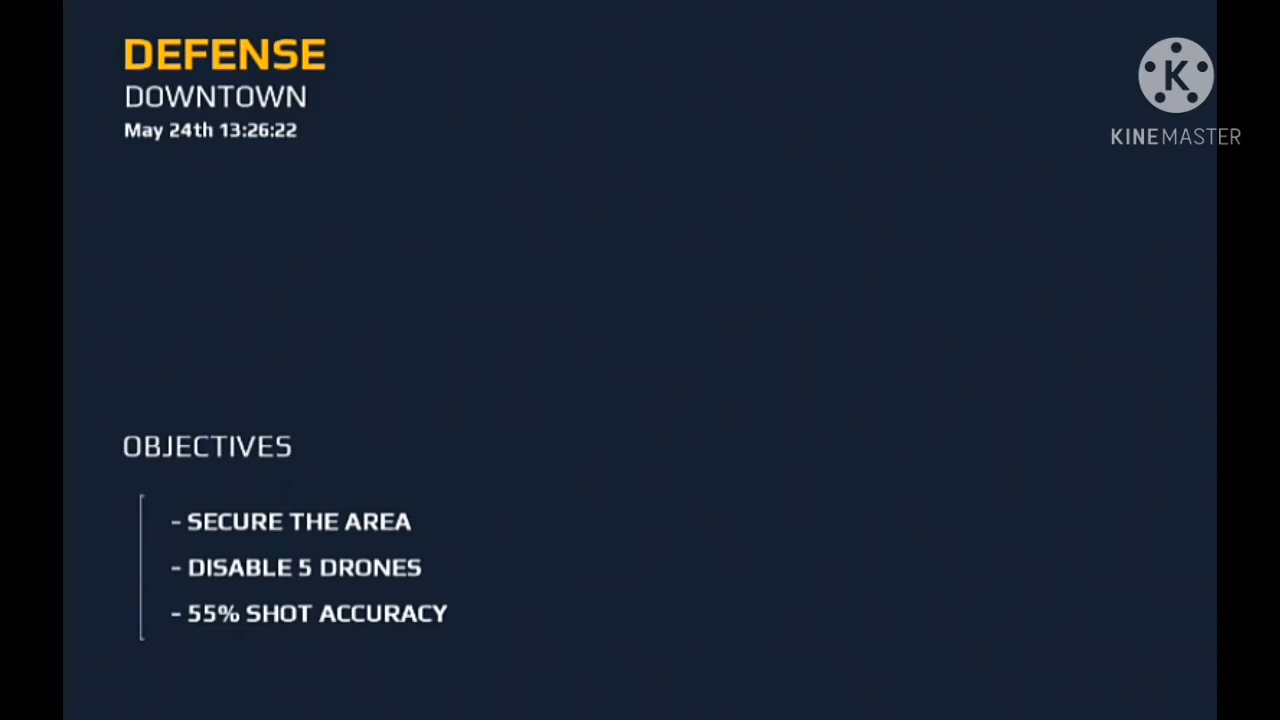 DEFENSE
DOWNTOWN
May 24th 13:26:22
K
KINEMASTER
OBJECTIVES
- SECURE THE AREA
- DISABLE 5 DRONES
- 55% SHOT ACCURACY